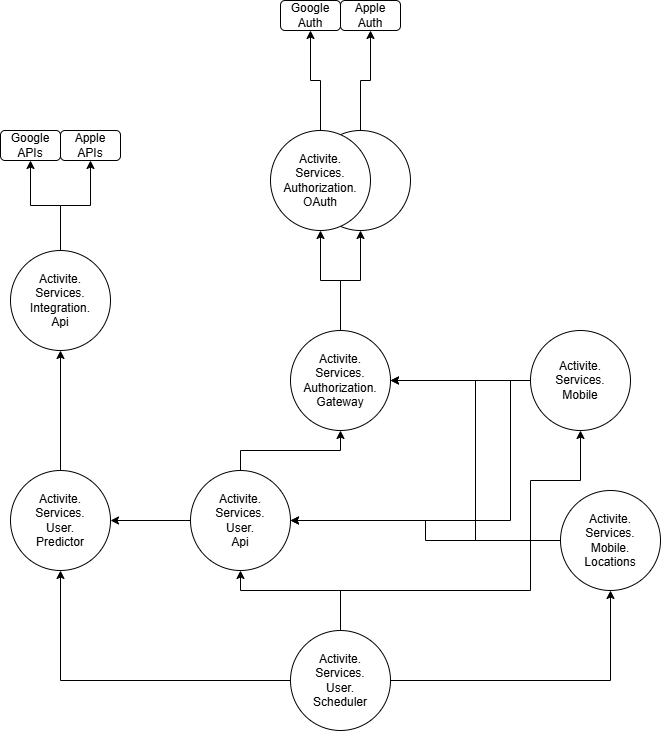 Google
Auth
Apple
Auth
Google
APIs
Apple
APIs
Activite.
Services.
Authorization.
OAuth
Activite.
Services.
Integration.
Api
Activite.
Services.
Authorization.
Gateway
Activite.
Services.
Mobile
Activite.
Services.
User.
Predictor
Activite.
Services.
User.
Api
Activite.
Services.
Mobile.
Locations
Activite.
Services.
User.
Scheduler